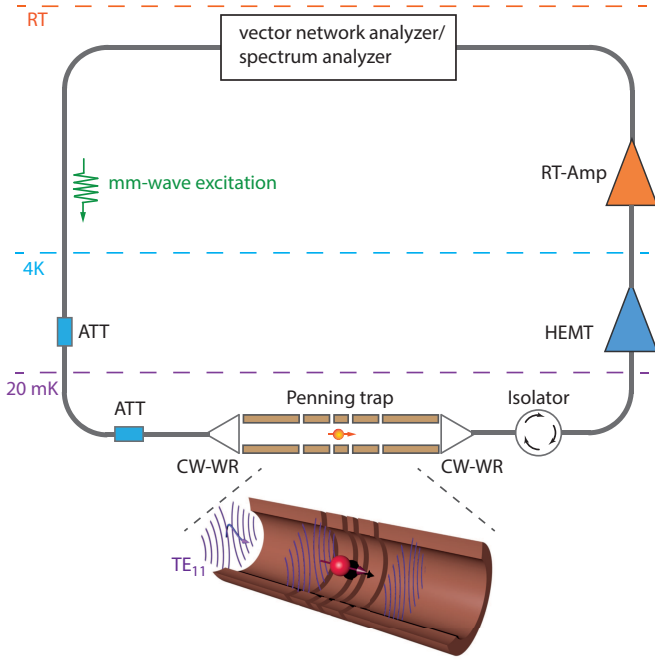 RT
vector network analyzer/
spectrum analyzer
mm-wave excitation
RT-Amp
4K
ATT
HEMT
20 mK
ATT
Penning trap
Isolator
CW-WR
CW-WR
TE₁₁